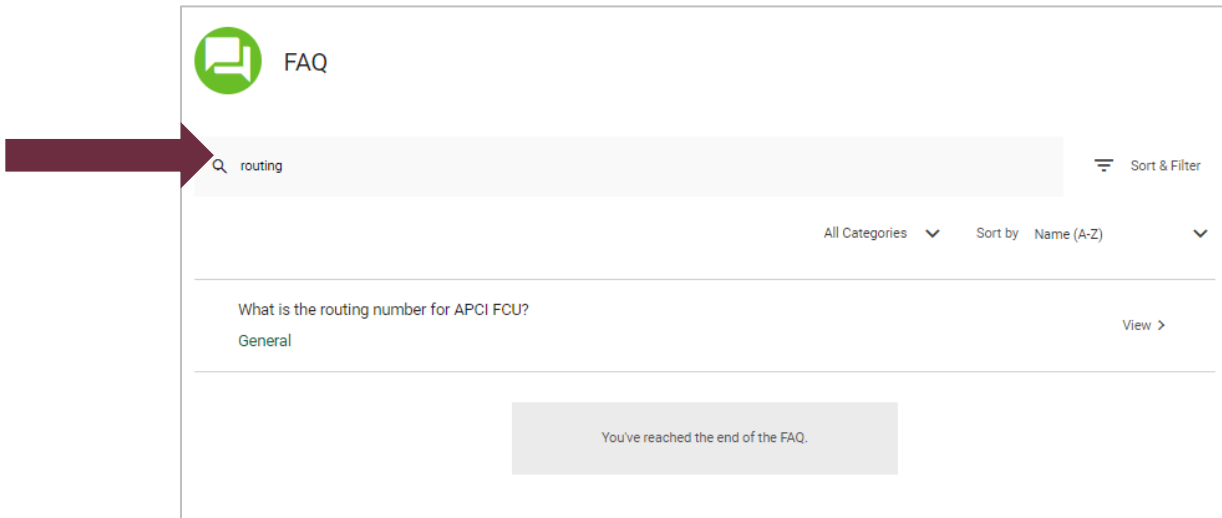 FAQ
routing
Sort & Filter
All Categories
Sort by Name (A-Z)
What is the routing number for APCI FCU?
General
View >
You've reached the end of the FAQ.